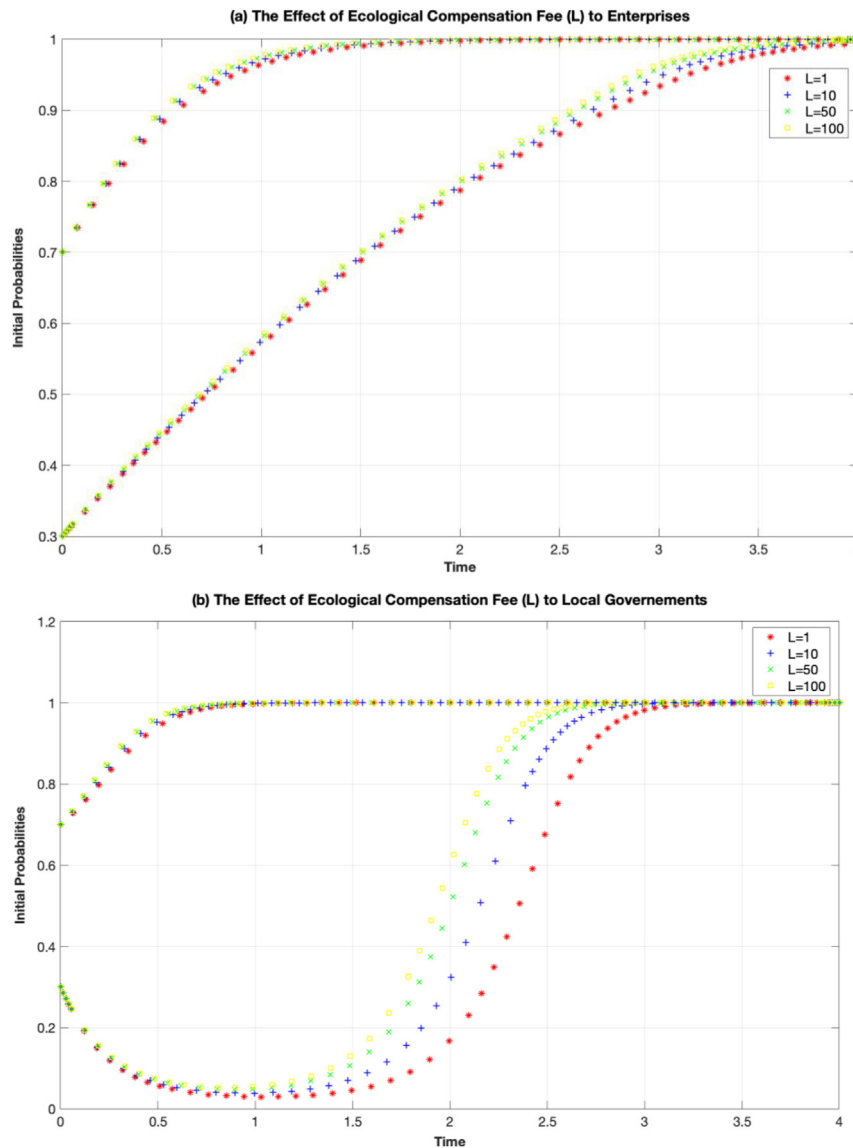 (a) The Effect of Ecological Compensation Fee (L) to Enterprises
1
0.9
0.8
0.7
0.6
0.5
0.4
0.3
Initial Probabilities
L=1
L=10
L=50
L=100
0
0.5
1
1.5
2
2.5
3
3.5
Time
(b) The Effect of Ecological Compensation Fee (L) to Local Governements
1.2
1
0.8
0.6
0.4
0.2
0
Initial Probabilities
L=1
L=10
L=50
L=100
0
0.5
1
1.5
2
2.5
3
3.5
4
Time